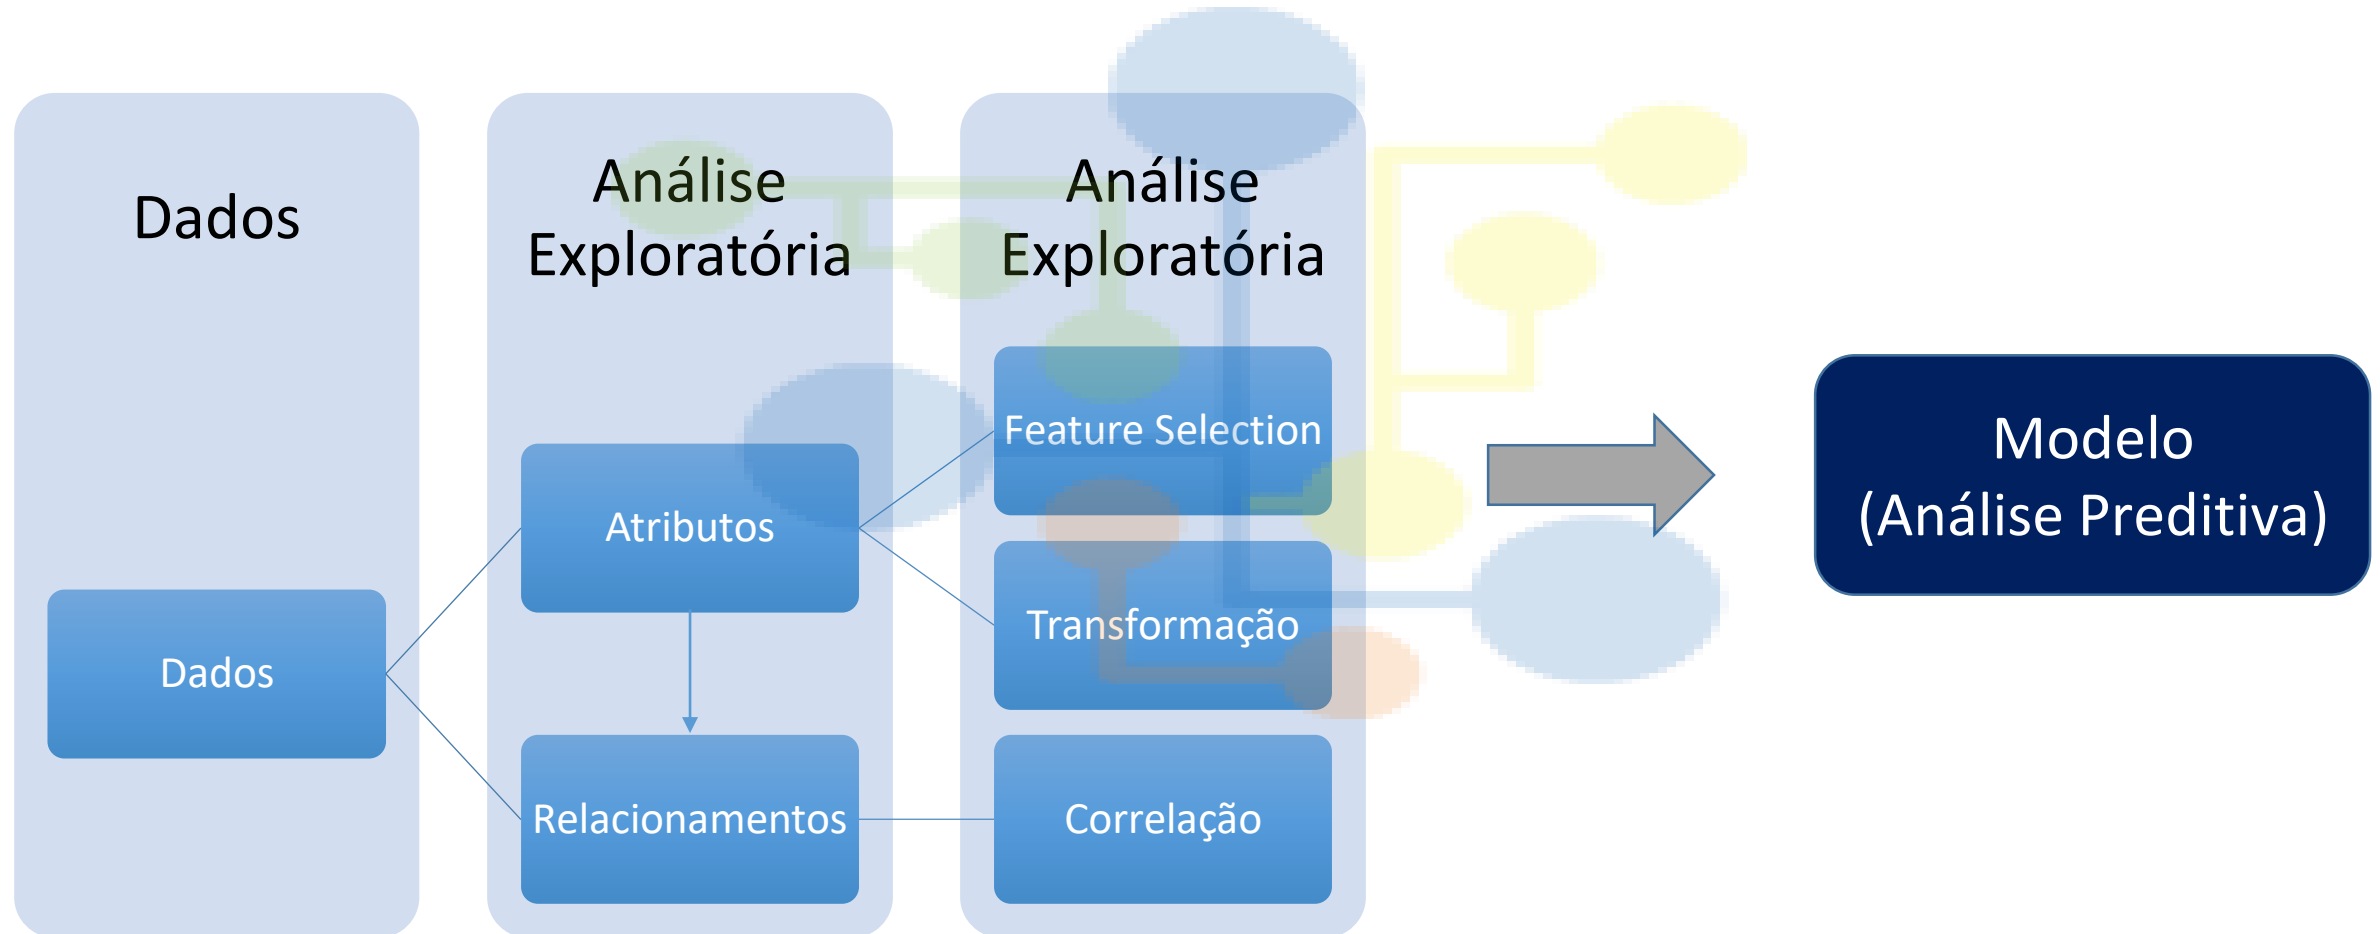 Dados
Análise
Exploratória
Análise
Exploratória
Feature Selection
Atributos
Transformação
Dados
Relacionamentos
Correlação
Modelo
(Análise Preditiva)